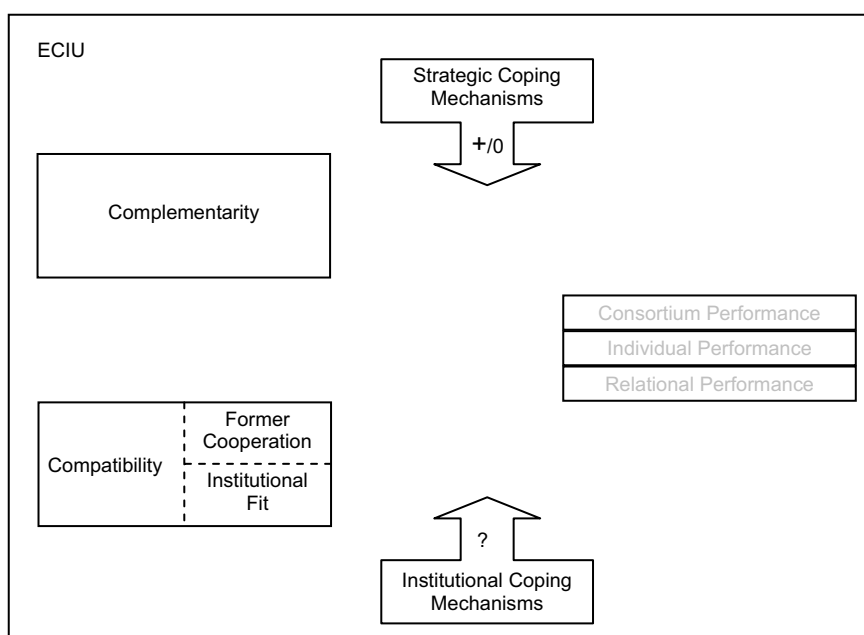 ECIU
Strategic Coping
Mechanisms
+/0
Complementarity
Consortium Performance
Individual Performance
Relational Performance
Compatibility
Former
Cooperation
Institutional
Fit
?
Institutional Coping
Mechanisms